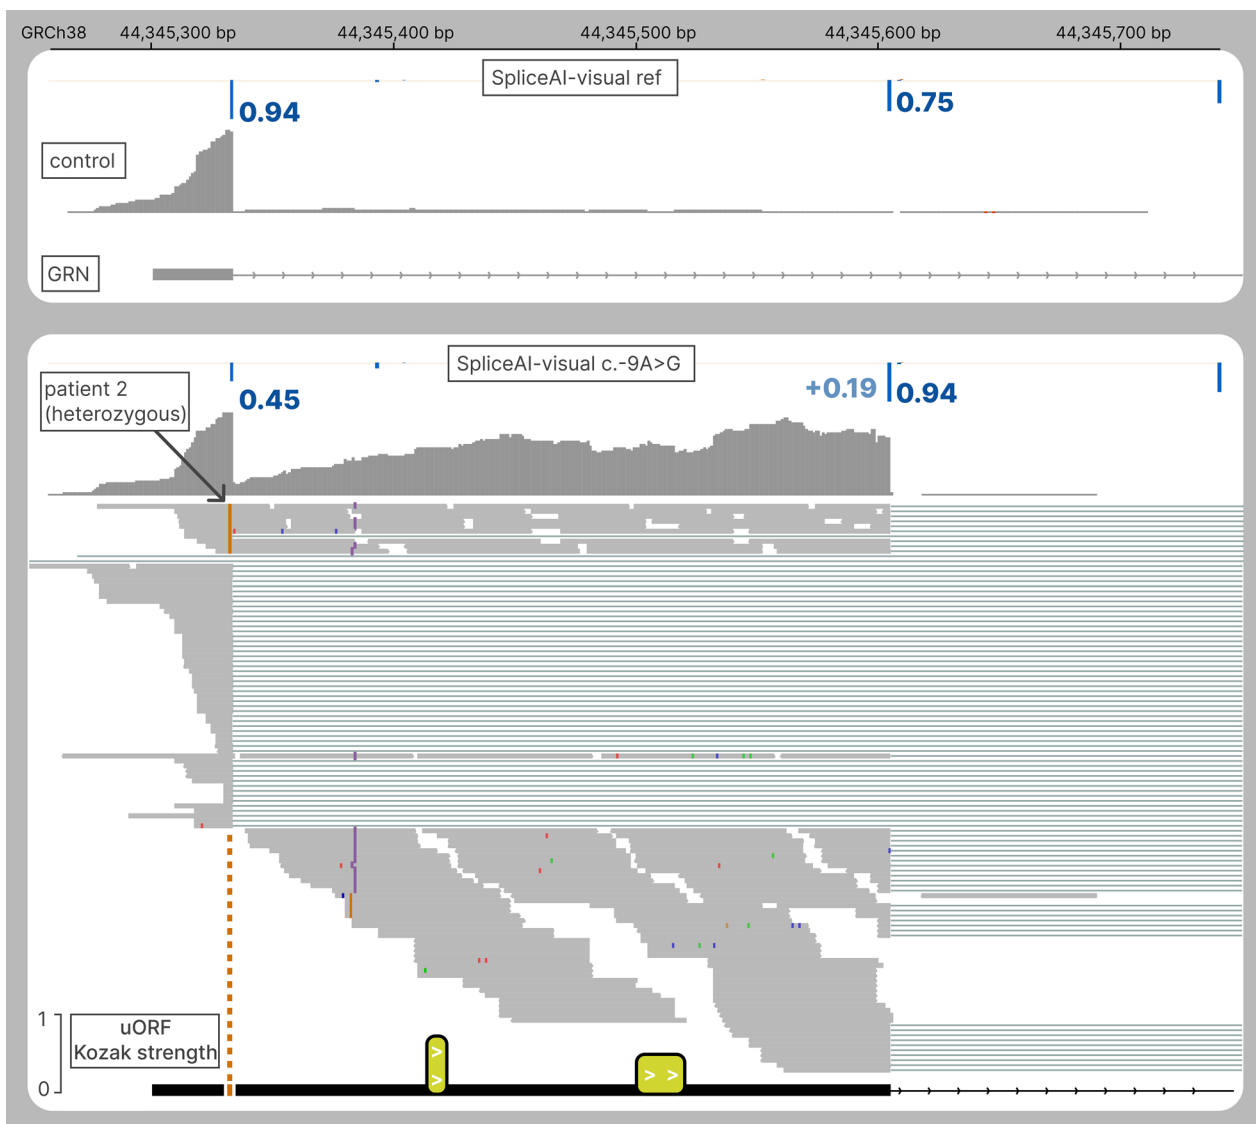 GRCh38 44,345,300 bp 44,345,400 bp 44,345,500 bp 44,345,600 bp 44,345,700 bp
SpliceAI-visual ref
0.94 0.75
control
GRN
SpliceAI-visual c.-9A>G
patient 2
(heterozygous)
0.45 +0.19 0.94
1
uORF
Kozak strength
0